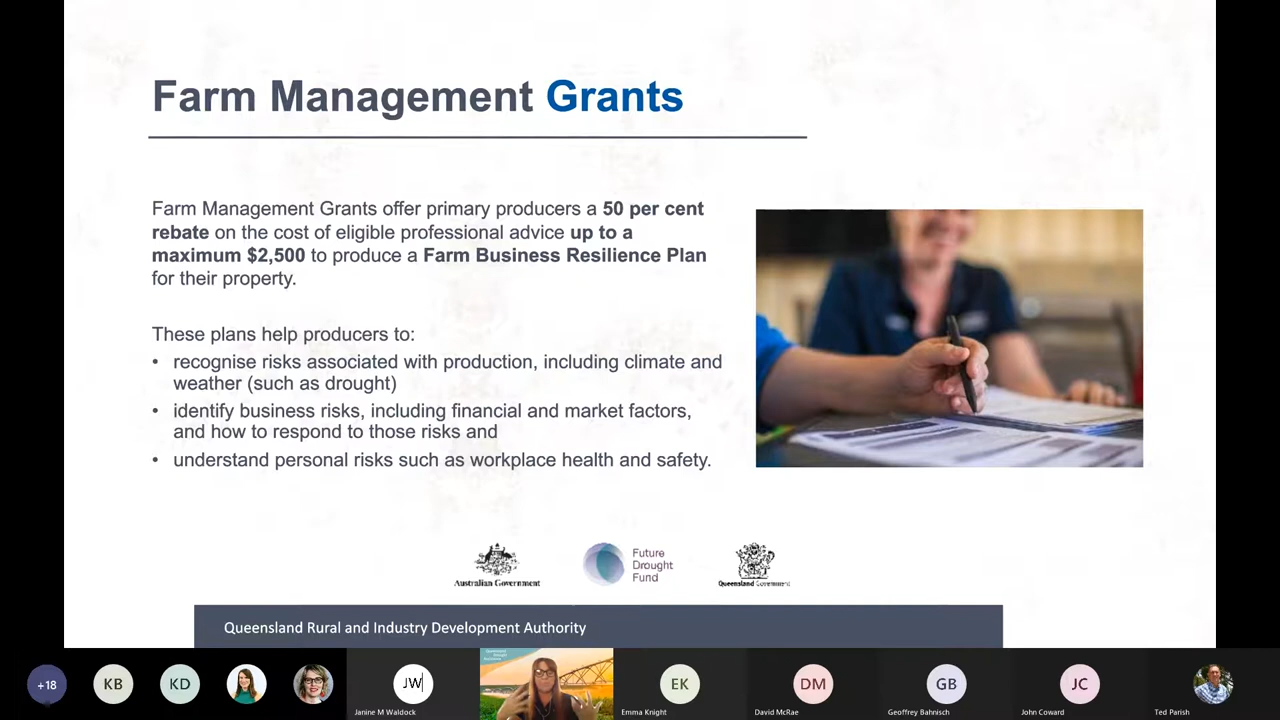 Farm Management Grants
Farm Management Grants offer primary producers a 50 per cent
rebate on the cost of eligible professional advice up to a
maximum $2,500 to produce a Farm Business Resilience Plan
for their property.
These plans help producers to:
• recognise risks associated with production, including climate and
weather (such as drought)
• identify business risks, including financial and market factors,
and how to respond to those risks and
• understand personal risks such as workplace health and safety.
Australian Government
Future
Drought
Fund
Queensland Government
Queensland Rural and Industry Development Authority
+18
KB
KD
JW
EK
DM
GB
JC
Janine M Waldock
Emma Knight
David McRae
Geoffrey Bahnisch
John Coward
Ted Parish